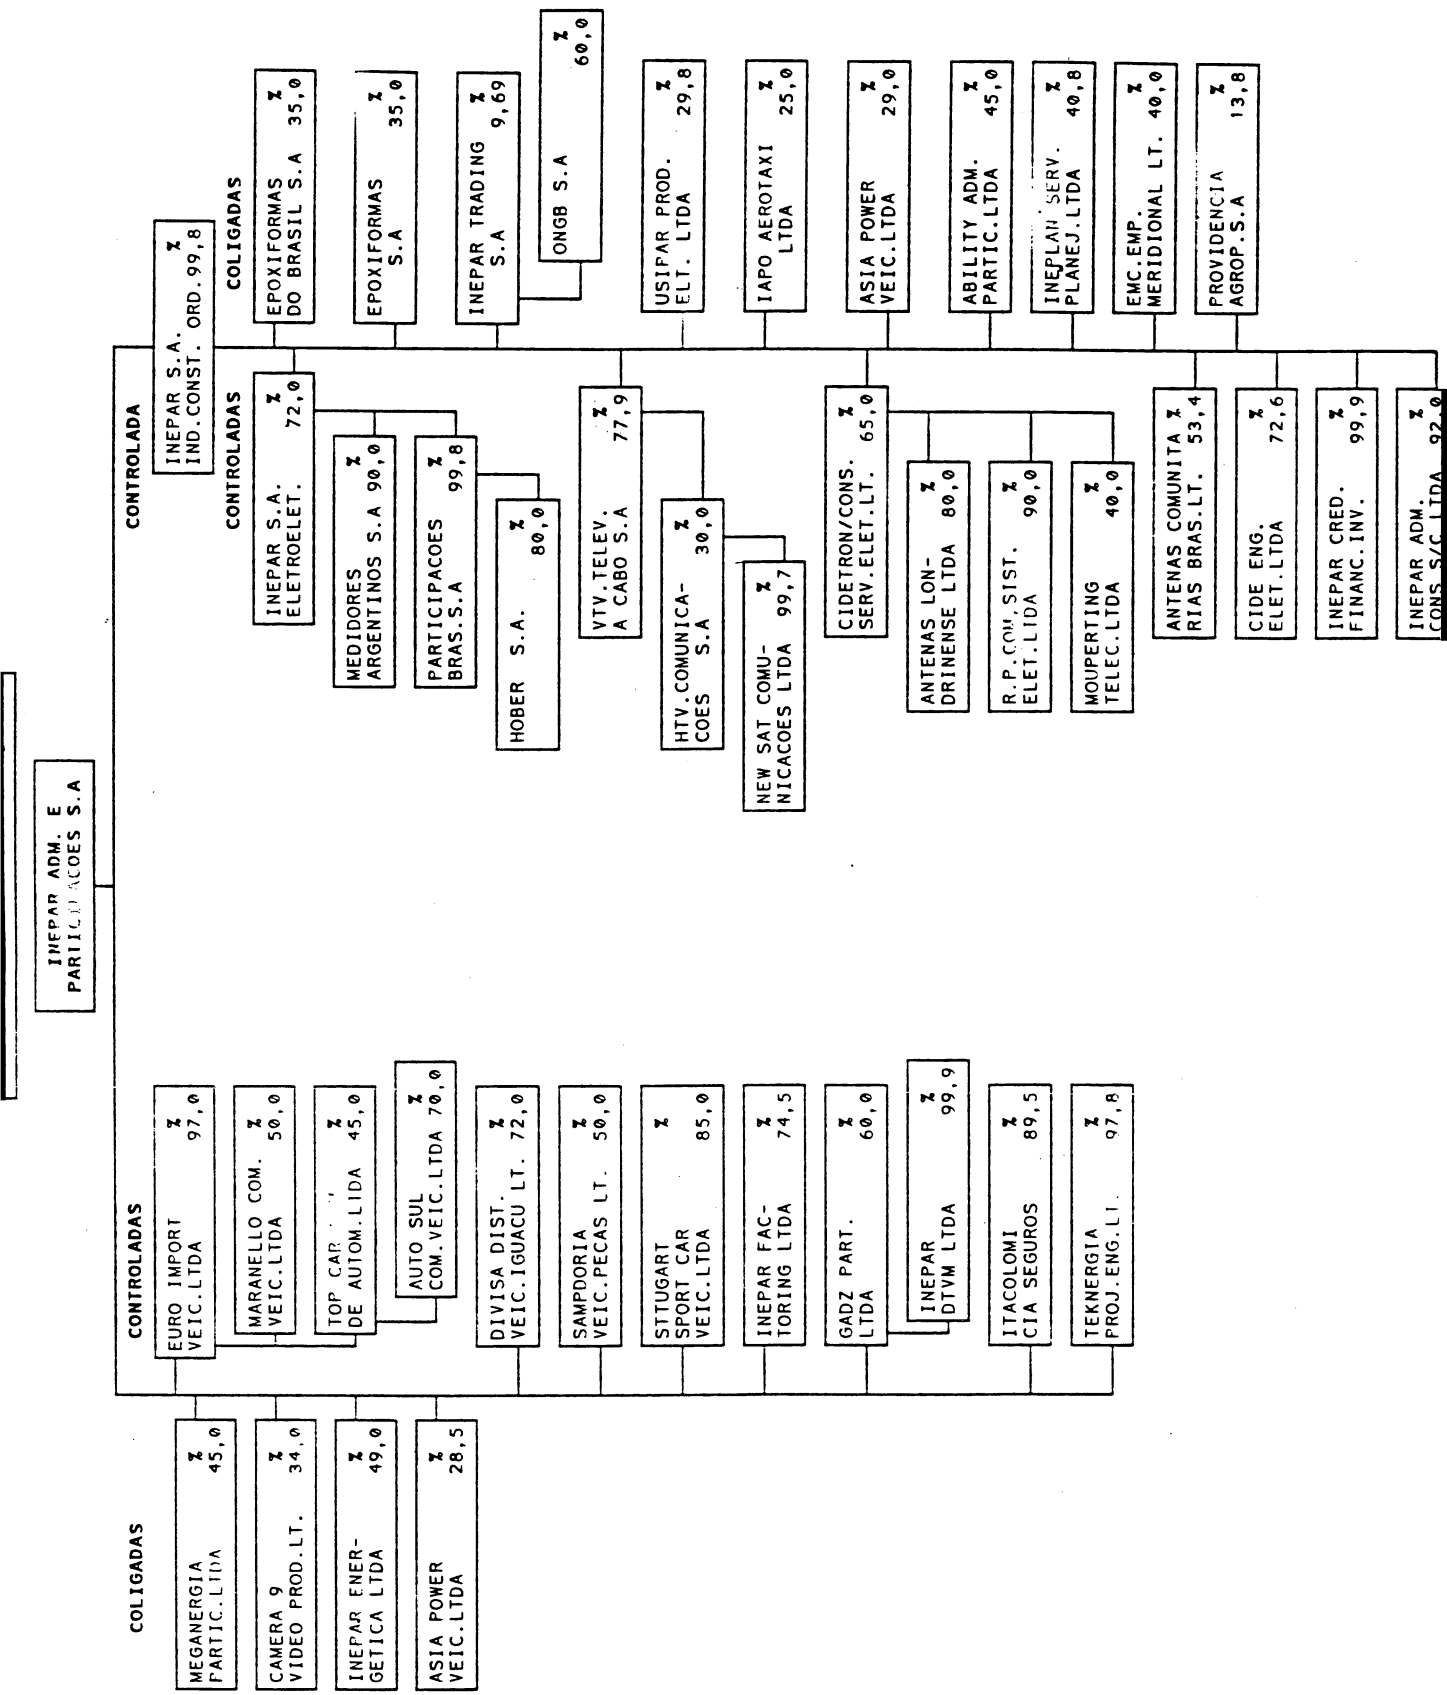 INEPAR ADM. E
PARTICIPACOES S.A
COLIGADAS
MEGANERGIA %
PARTIC.LTDA 45,0
CAMERA 9 %
VIDEO PROD.LT. 34,0
INEPAR ENER- %
GETICA LTDA 49,0
ASIA POWER %
VEIC.LTDA 28,5
CONTROLADAS
EURO IMPORT %
VEIC.LTDA 97,0
MARANELLO COM. %
VEIC.LTDA 50,0
TOP CAR %
DE AUTOM.LTDA 45,0
AUTO SUL %
COM.VEIC.LTDA 70,0
DIVISA DIST. %
VEIC.IGUACU LT. 72,0
SAMPDORIA %
VEIC.PECAS LT. 50,0
STTUGART %
SPORT CAR
VEIC.LTDA 85,0
INEPAR FAC- %
TORING LTDA 74,5
GADZ PART. %
LTDA 60,0
INEPAR %
DTVM LTDA 99,9
ITACOLOMI %
CIA SEGUROS 89,5
TEKNERGIA %
PROJ.ENG.LT. 97,8
CONTROLADA
INEPAR S.A. %
IND.CONST. ORD.99,8
CONTROLADAS
INEPAR S.A. %
ELETROELET. 72,0
MEDIDORES %
ARGENTINOS S.A 90,0
PARTICIPACOES %
BRAS.S.A 99,8
HOBER S.A. %
80,0
VTV.TELEV. %
A CABO S.A 77,9
HTV.COMUNICA- %
COES S.A 30,0
NEW SAT COMU- %
NICACOES LTDA 99,7
CIDETRON/CONS. %
SERV.ELET.LT. 65,0
ANTENAS LON- %
DRINENSE LTDA 80,0
R.P.COM,SIST. %
ELET.LTDA 90,0
MOUPERTING %
TELEC.LTDA 40,0
ANTENAS COMUNITA %
RIAS BRAS.LT. 53,4
CIDE ENG. %
ELET.LTDA 72,6
INEPAR CRED. %
FINANC.INV. 99,9
INEPAR ADM. %
CONS S/C LTDA 92,0
COLIGADAS
EPOXIFORMAS %
DO BRASIL S.A 35,0
EPOXIFORMAS %
S.A 35,0
INEPAR TRADING %
S.A 9,69
ONGB S.A %
60,0
USIPAR PROD. %
ELT. LTDA 29,8
IAPO AEROTAXI %
LTDA 25,0
ASIA POWER %
VEIC.LTDA 29,0
ABILITY ADM. %
PARTIC.LTDA 45,0
INEPLAN SERV. %
PLANEJ.LTDA 40,8
EMC.EMP. %
MERIDIONAL LT. 40,0
PROVIDENCIA %
AGROP.S.A 13,8